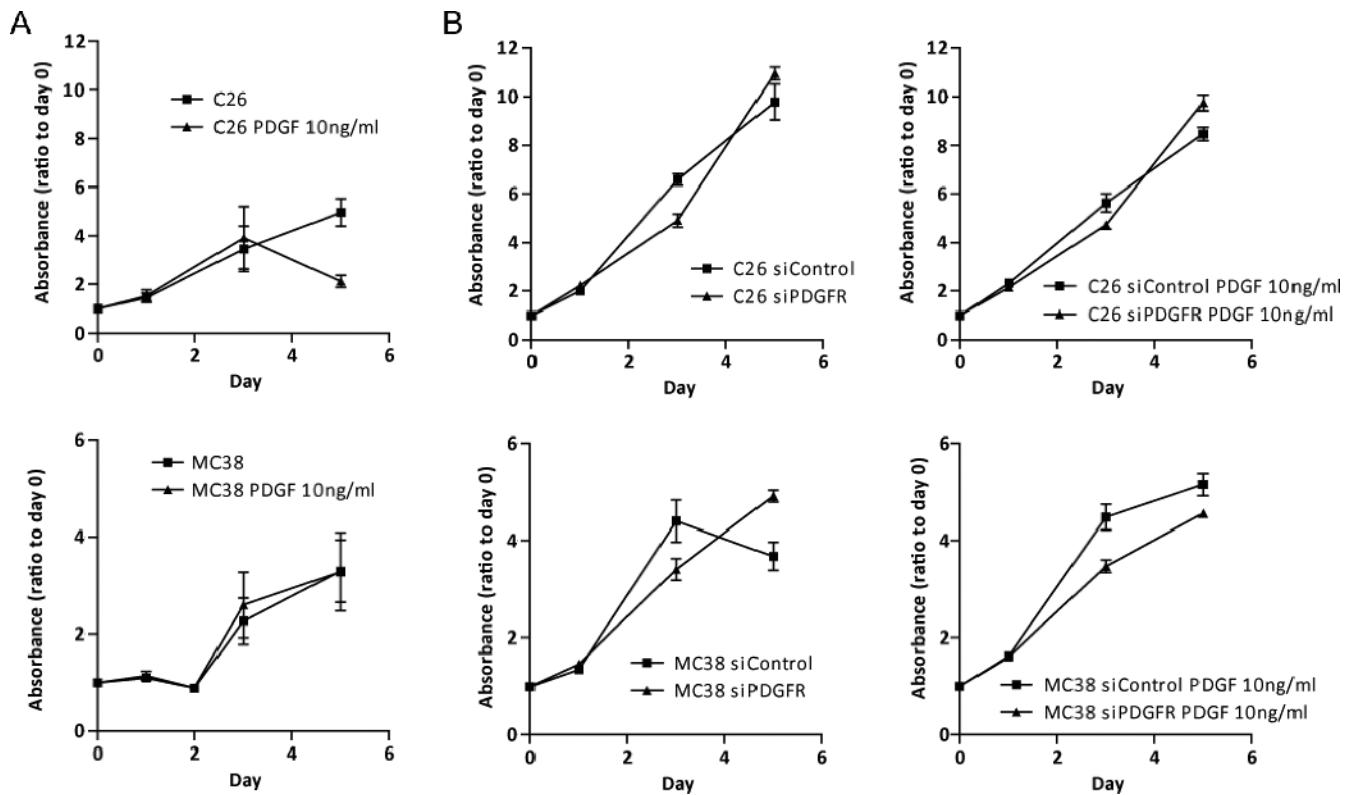 A
Absorbance (ratio to day 0)
12
10
8
6
4
2
0
C26
C26 PDGF 10ng/ml
0 2 4 6
Day
B
Absorbance (ratio to day 0)
12
10
8
6
4
2
0
C26 siControl
C26 siPDGFR
0 2 4 6
Day
Absorbance (ratio to day 0)
12
10
8
6
4
2
0
C26 siControl PDGF 10ng/ml
C26 siPDGFR PDGF 10ng/ml
0 2 4 6
Day
Absorbance (ratio to day 0)
6
4
2
0
MC38
MC38 PDGF 10ng/ml
0 2 4 6
Day
Absorbance (ratio to day 0)
6
4
2
0
MC38 siControl
MC38 siPDGFR
0 2 4 6
Day
Absorbance (ratio to day 0)
6
4
2
0
MC38 siControl PDGF 10ng/ml
MC38 siPDGFR PDGF 10ng/ml
0 2 4 6
Day